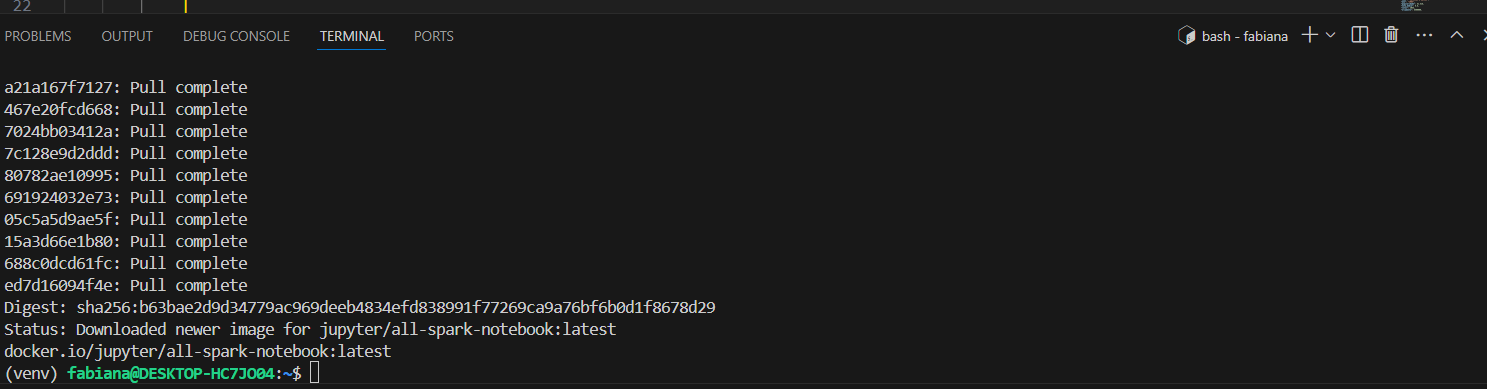 22
PROBLEMS OUTPUT DEBUG CONSOLE TERMINAL PORTS bash - fabiana
a21a167f7127: Pull complete
467e20fcd668: Pull complete
7024bb03412a: Pull complete
7c128e9d2ddd: Pull complete
80782ae10995: Pull complete
691924032e73: Pull complete
05c5a5d9ae5f: Pull complete
15a3d66e1b80: Pull complete
688c0dcd61fc: Pull complete
ed7d16094f4e: Pull complete
Digest: sha256:b63bae2d9d34779ac969deeb4834efd838991f77269ca9a76bf6b0d1f8678d29
Status: Downloaded newer image for jupyter/all-spark-notebook:latest
docker.io/jupyter/all-spark-notebook:latest
(venv) fabiana@DESKTOP-HC7JO04:~$